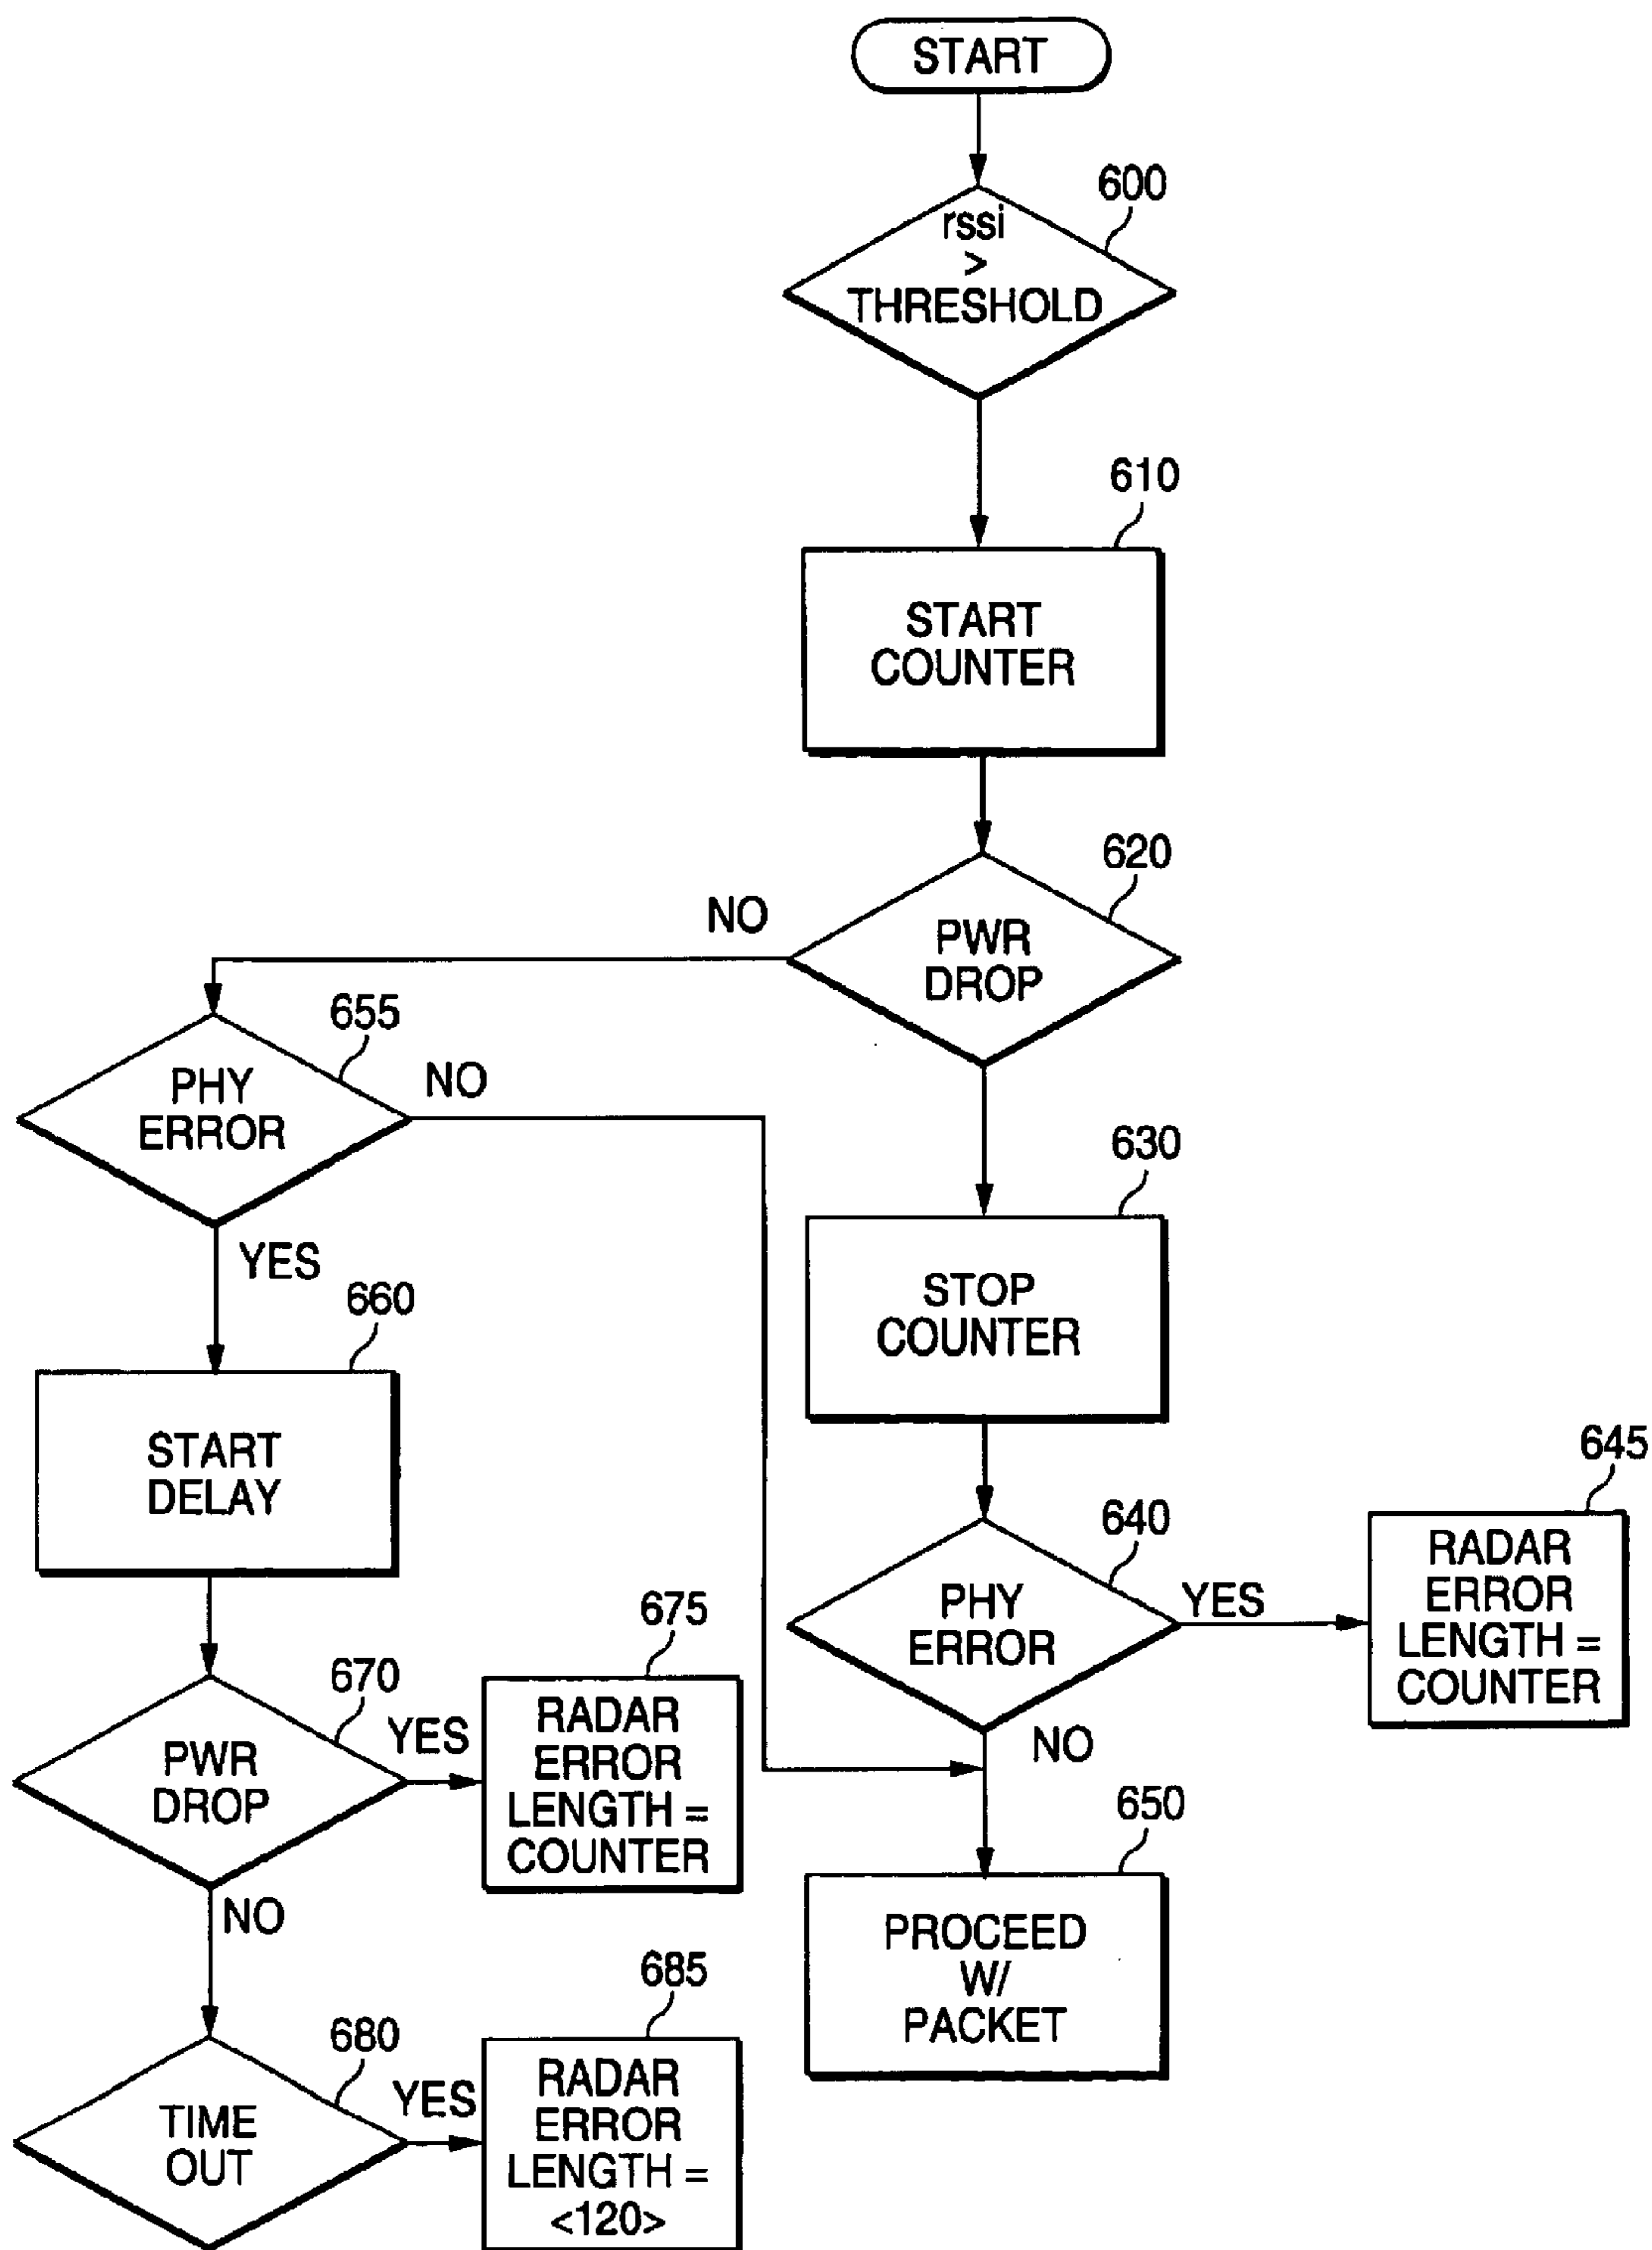 START
600
rssi
>
THRESHOLD
610
START
COUNTER
620
PWR
DROP
NO
655
PHY
ERROR
NO
YES
630
STOP
COUNTER
660
START
DELAY
640
PHY
ERROR
YES
645
RADAR
ERROR
LENGTH =
COUNTER
NO
670
PWR
DROP
YES
675
RADAR
ERROR
LENGTH =
COUNTER
NO
650
PROCEED
W/
PACKET
680
TIME
OUT
YES
685
RADAR
ERROR
LENGTH =
<120>